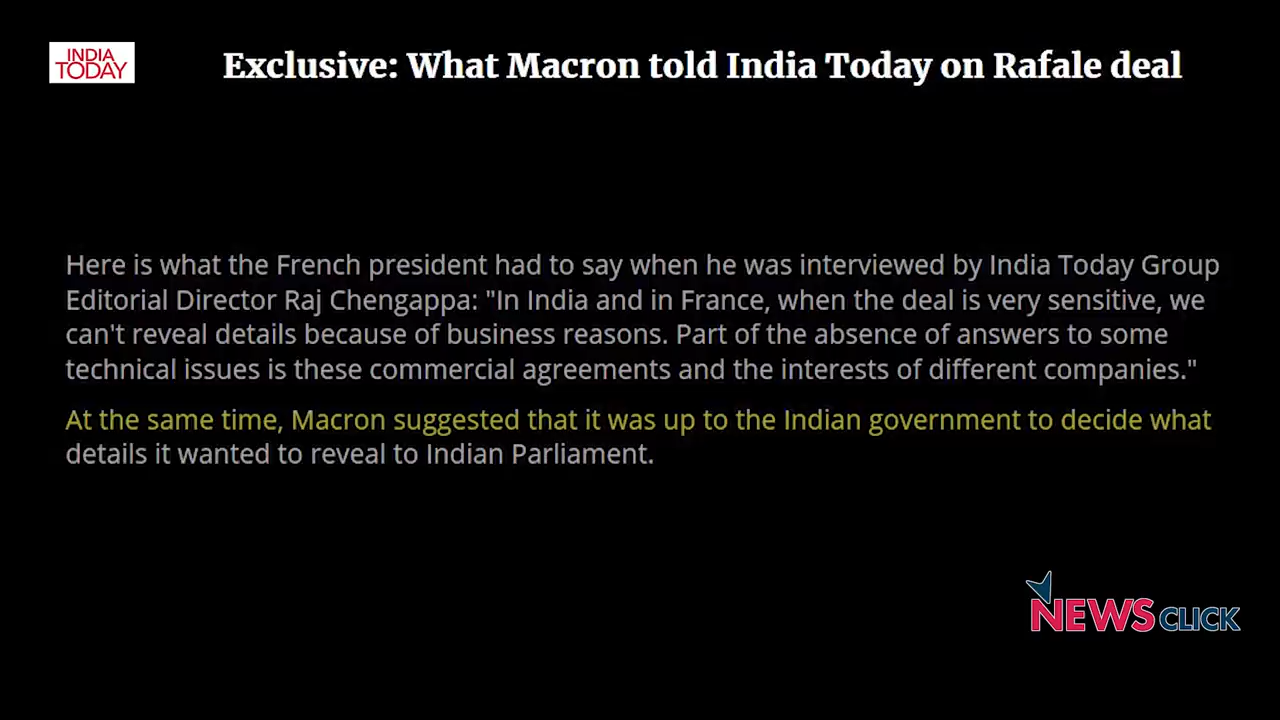 INDIA
TODAY
Exclusive: What Macron told India Today on Rafale deal
Here is what the French president had to say when he was interviewed by India Today Group
Editorial Director Raj Chengappa: "In India and in France, when the deal is very sensitive, we
can't reveal details because of business reasons. Part of the absence of answers to some
technical issues is these commercial agreements and the interests of different companies."
At the same time, Macron suggested that it was up to the Indian government to decide what
details it wanted to reveal to Indian Parliament.
NEWSCLICK